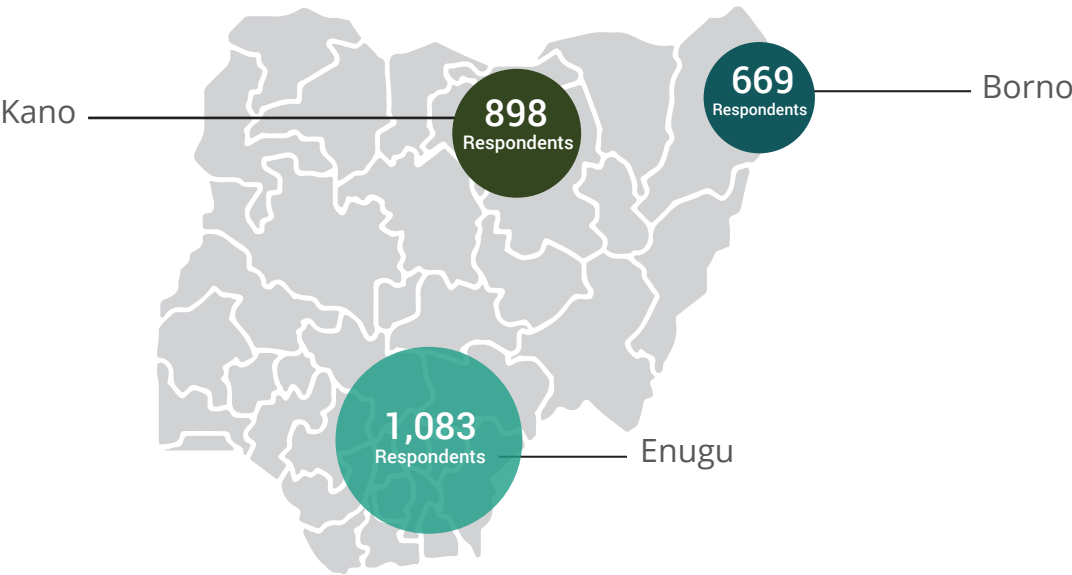 669
Respondents
Borno
Kano
898
Respondents
1,083
Respondents
Enugu